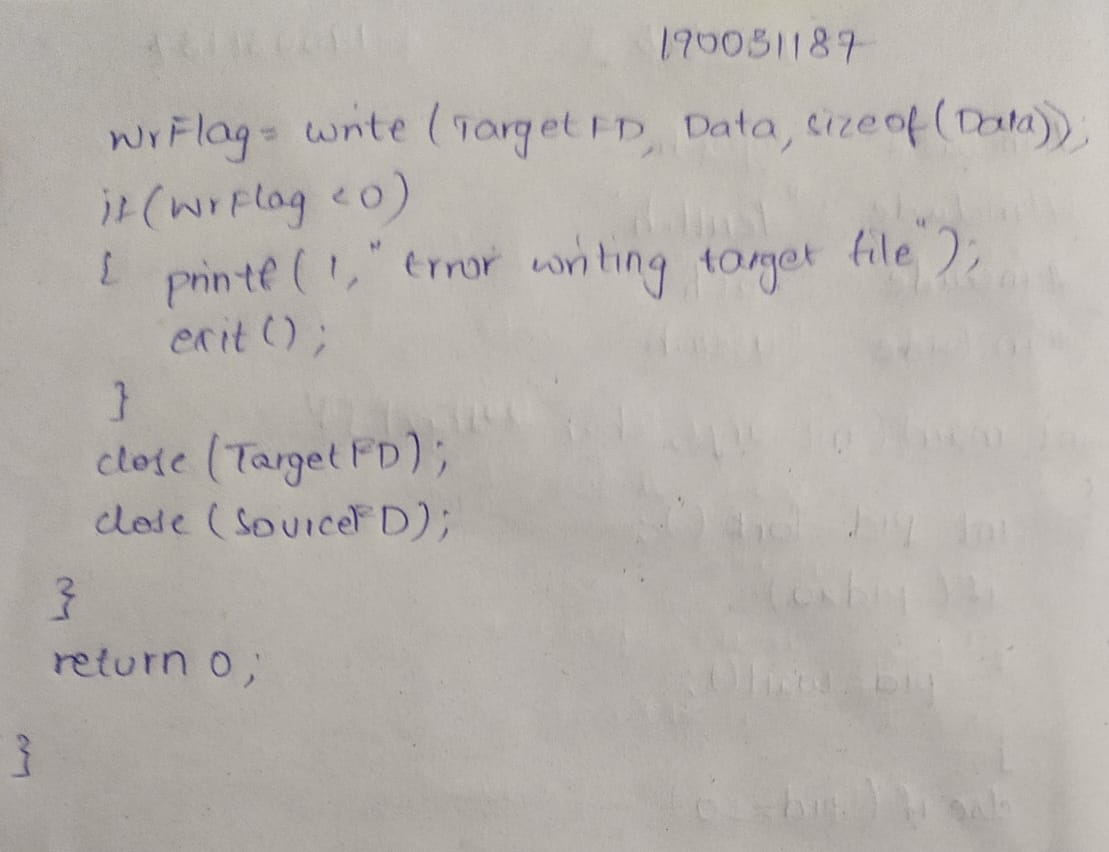 190031187
WrFlag = write (TargetFD, Data, sizeof(Data));
if (WrFlag <0)
{ printf (1, "error writing target file");
exit ();
}
close (TargetFD);
close (SourceFD);
}
return 0;
}